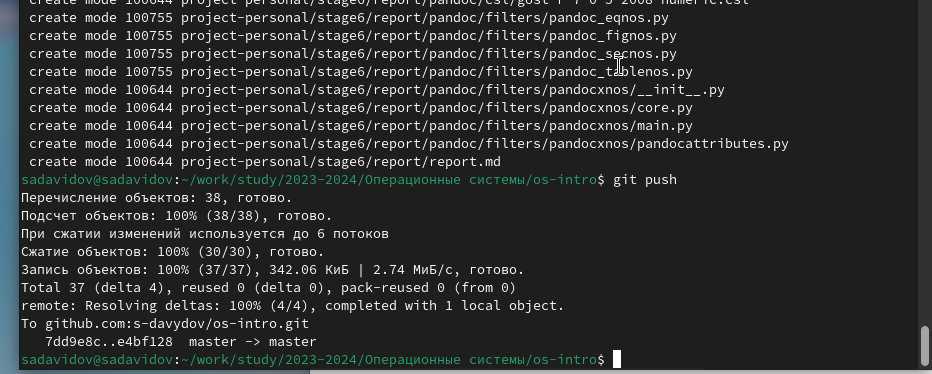 create mode 100644 project-personal/stage6/report/pandoc/csl/gost-r-7-0-5-2008-numeric.csl
create mode 100755 project-personal/stage6/report/pandoc/filters/pandoc_eqnos.py
create mode 100755 project-personal/stage6/report/pandoc/filters/pandoc_fignos.py
create mode 100755 project-personal/stage6/report/pandoc/filters/pandoc_secnos.py
create mode 100755 project-personal/stage6/report/pandoc/filters/pandoc_tablenos.py
create mode 100644 project-personal/stage6/report/pandoc/filters/pandocxnos/__init__.py
create mode 100644 project-personal/stage6/report/pandoc/filters/pandocxnos/core.py
create mode 100644 project-personal/stage6/report/pandoc/filters/pandocxnos/main.py
create mode 100644 project-personal/stage6/report/pandoc/filters/pandocxnos/pandocattributes.py
create mode 100644 project-personal/stage6/report/report.md
sadavidov@sadavidov:~/work/study/2023-2024/Операционные системы/os-intro$ git push
Перечисление объектов: 38, готово.
Подсчет объектов: 100% (38/38), готово.
При сжатии изменений используется до 6 потоков
Сжатие объектов: 100% (30/30), готово.
Запись объектов: 100% (37/37), 342.06 КиБ | 2.74 МиБ/с, готово.
Total 37 (delta 4), reused 0 (delta 0), pack-reused 0 (from 0)
remote: Resolving deltas: 100% (4/4), completed with 1 local object.
To github.com:s-davydov/os-intro.git
7dd9e8c..e4bf128 master -> master
sadavidov@sadavidov:~/work/study/2023-2024/Операционные системы/os-intro$